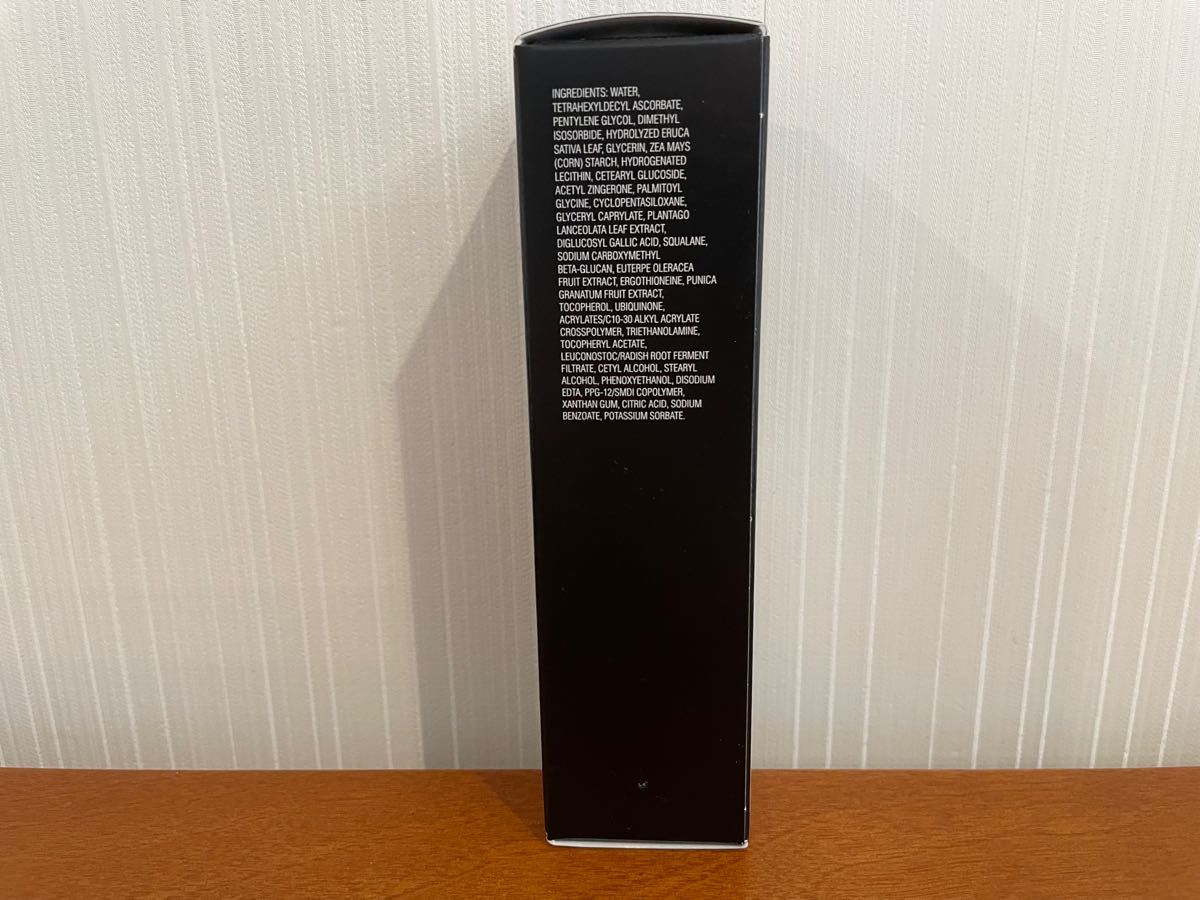 INGREDIENTS: WATER,
TETRAHEXYLDECYL ASCORBATE,
PENTYLENE GLYCOL, DIMETHYL
ISOSORBIDE, HYDROLYZED ERUCA
SATIVA LEAF, GLYCERIN, ZEA MAYS
(CORN) STARCH, HYDROGENATED
LECITHIN, CETEARYL GLUCOSIDE,
ACETYL ZINGERONE, PALMITOYL
GLYCINE, CYCLOPENTASILOXANE,
GLYCERYL CAPRYLATE, PLANTAGO
LANCEOLATA LEAF EXTRACT,
DIGLUCOSYL GALLIC ACID, SQUALANE,
SODIUM CARBOXYMETHYL
BETA-GLUCAN, EUTERPE OLERACEA
FRUIT EXTRACT, ERGOTHIONEINE, PUNICA
GRANATUM FRUIT EXTRACT,
TOCOPHEROL, UBIQUINONE,
ACRYLATES/C10-30 ALKYL ACRYLATE
CROSSPOLYMER, TRIETHANOLAMINE,
TOCOPHERYL ACETATE,
LEUCONOSTOC/RADISH ROOT FERMENT
FILTRATE, CETYL ALCOHOL, STEARYL
ALCOHOL, PHENOXYETHANOL, DISODIUM
EDTA, PPG-12/SMDI COPOLYMER,
XANTHAN GUM, CITRIC ACID, SODIUM
BENZOATE, POTASSIUM SORBATE.